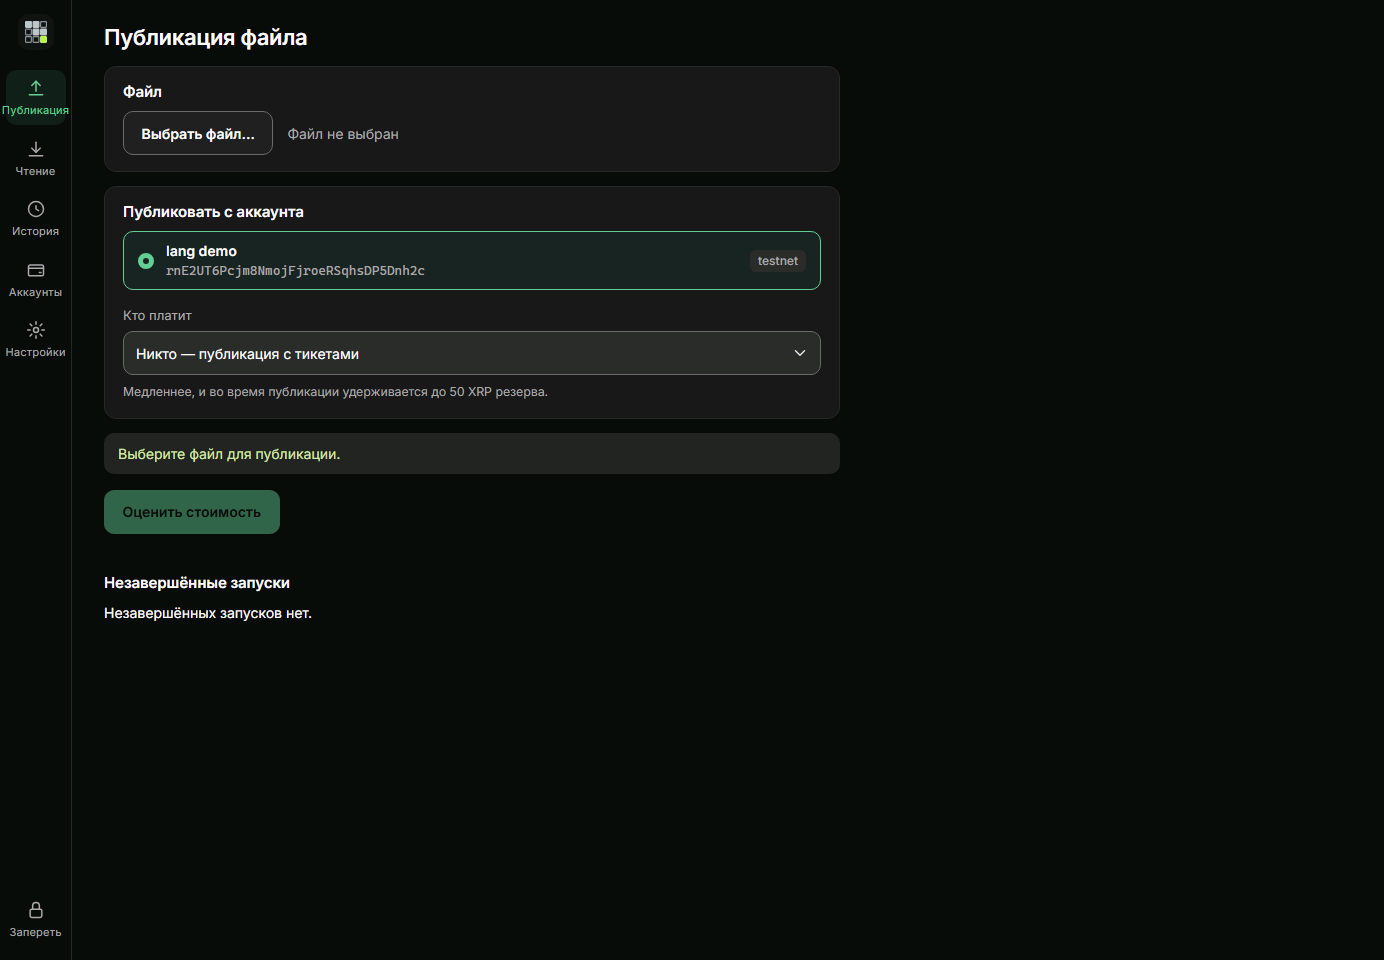 Публикация файла
Файл
Выбрать файл...
Файл не выбран
Публиковать с аккаунта
lang demo
rnE2UT6Pcjm8NmojFjroeRSqhsDP5Dnh2c
testnet
Кто платит
Никто — публикация с тикетами
Медленнее, и во время публикации удерживается до 50 XRP резерва.
Выберите файл для публикации.
Оценить стоимость
Незавершённые запуски
Незавершённых запусков нет.
Публикация
Чтение
История
Аккаунты
Настройки
Запереть